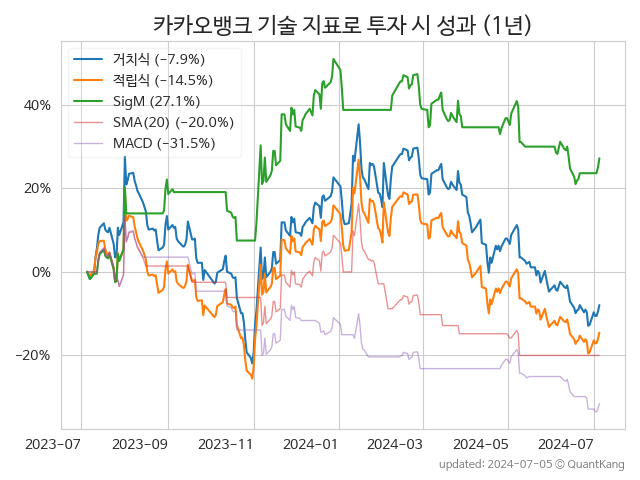 카카오뱅크 기술 지표로 투자 시 성과 (1년)
거치식 (−7.9%)
적립식 (−14.5%)
SigM (27.1%)
SMA(20) (−20.0%)
MACD (−31.5%)
40%
20%
0%
−20%
2023-07 2023-09 2023-11 2024-01 2024-03 2024-05 2024-07
updated: 2024-07-05 © QuantKang